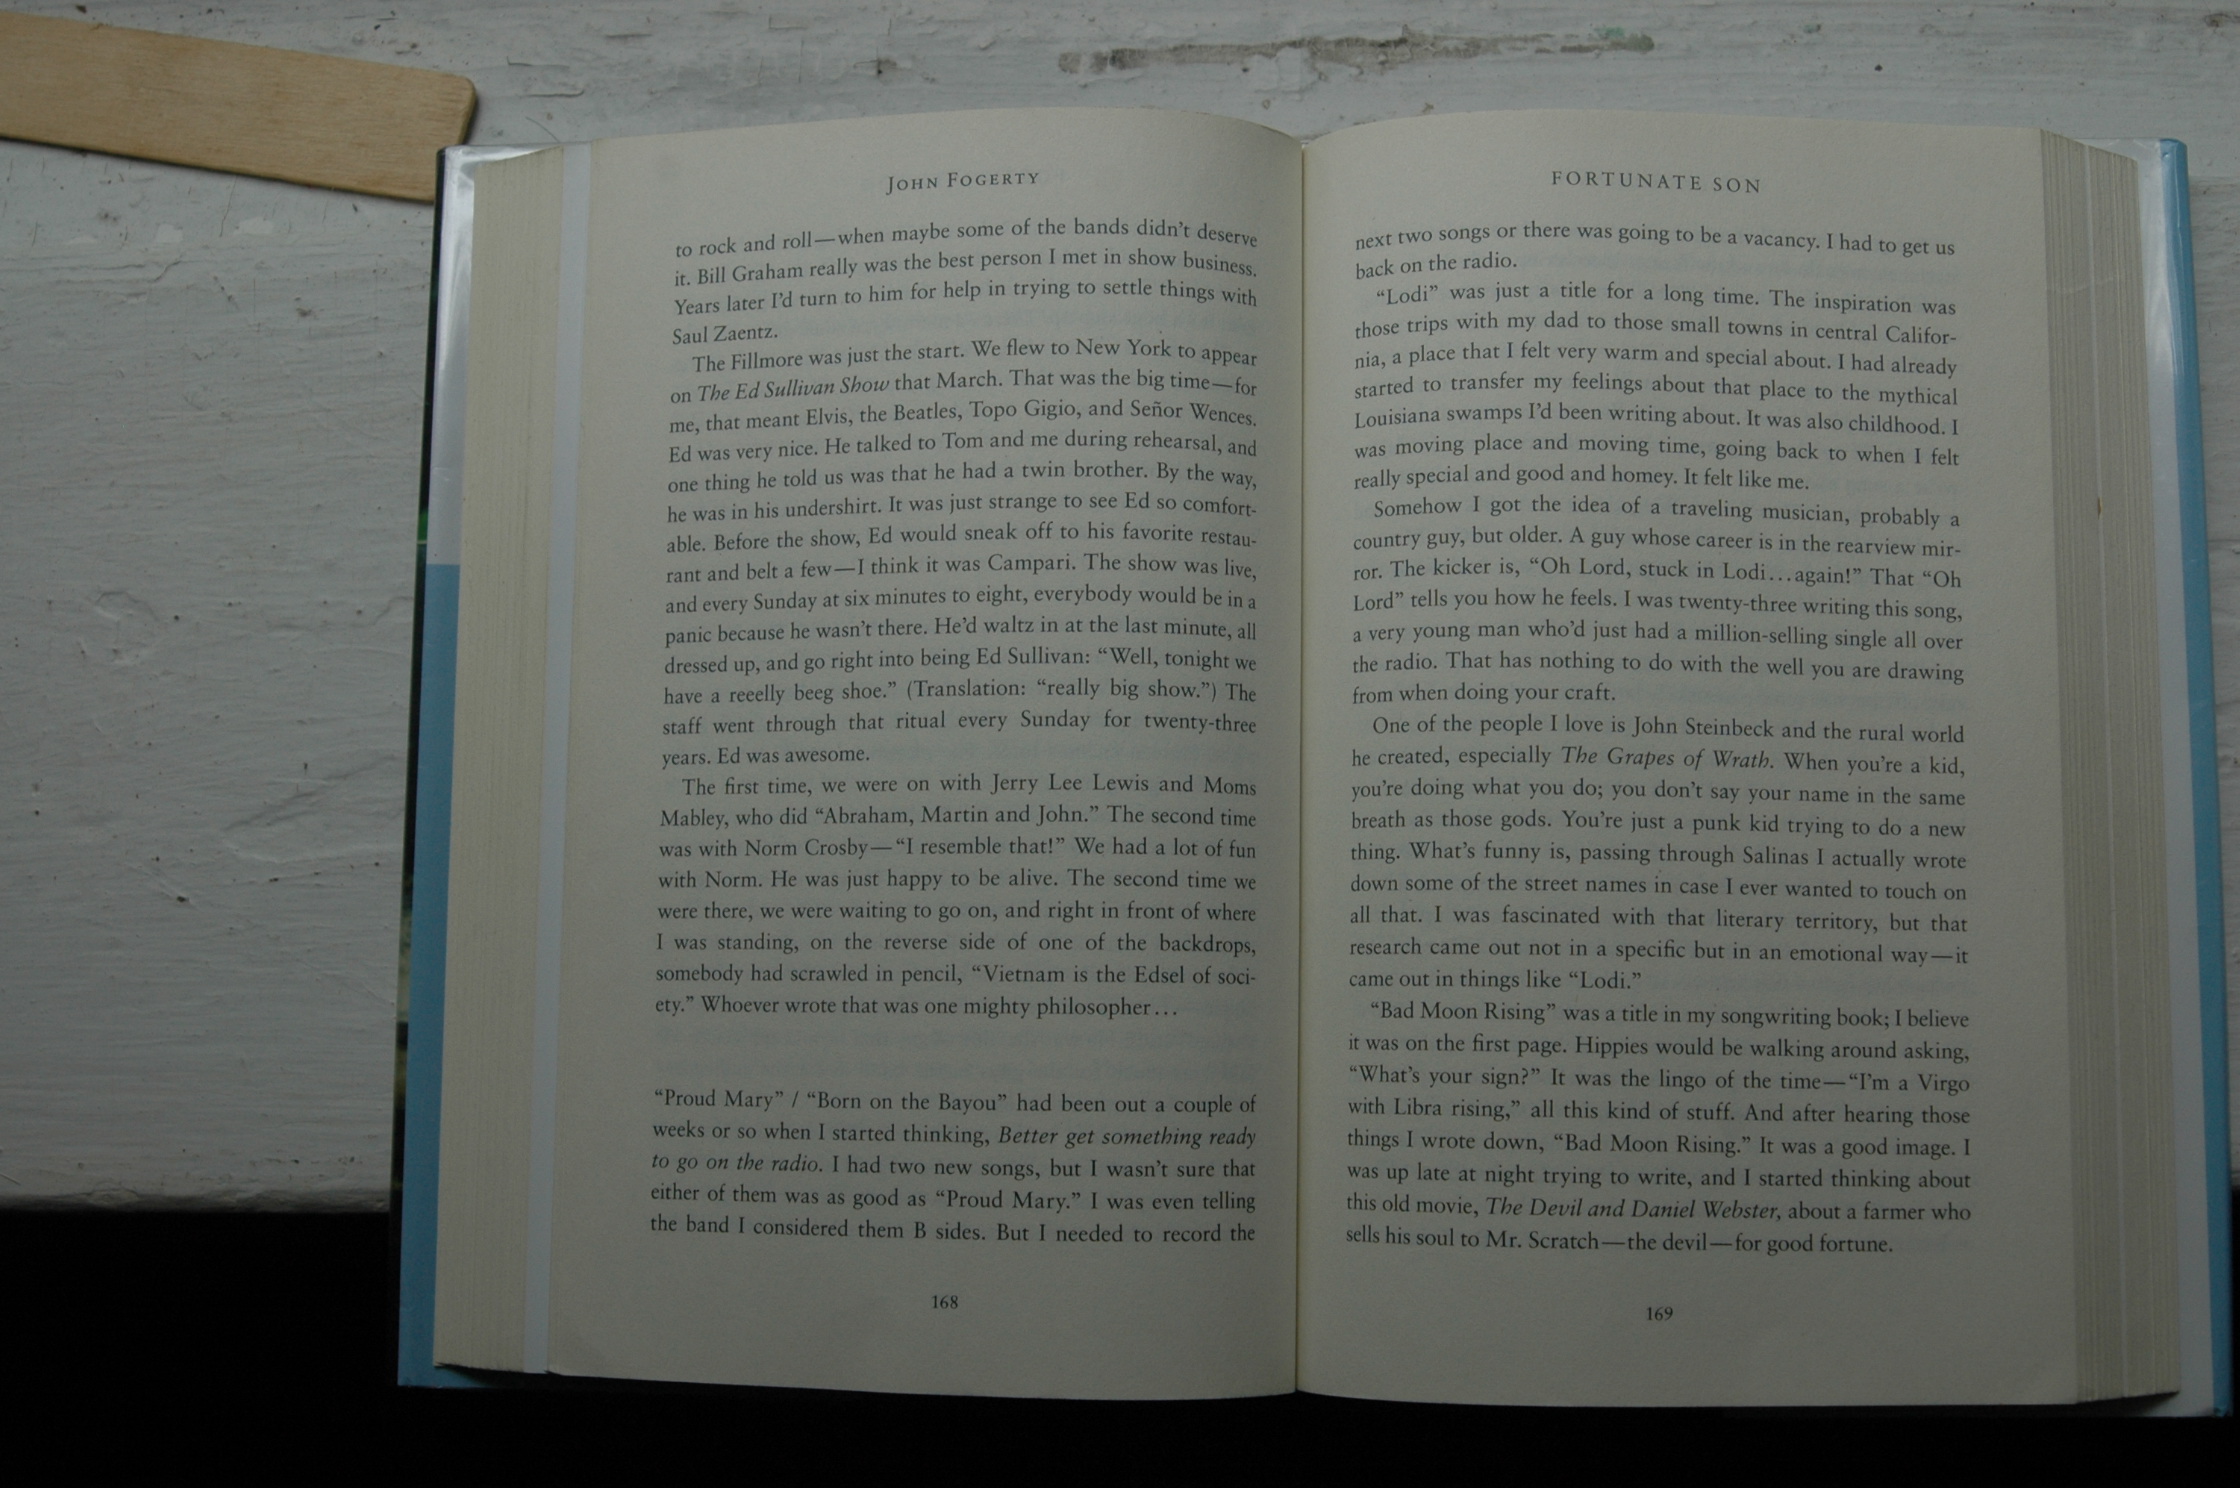 JOHN FOGERTY
to rock and roll—when maybe some of the bands didn't deserve
it. Bill Graham really was the best person I met in show business.
Years later I'd turn to him for help in trying to settle things with
Saul Zaentz.
The Fillmore was just the start. We flew to New York to appear
on The Ed Sullivan Show that March. That was the big time—for
me, that meant Elvis, the Beatles, Topo Gigio, and Señor Wences.
Ed was very nice. He talked to Tom and me during rehearsal, and
one thing he told us was that he had a twin brother. By the way,
he was in his undershirt. It was just strange to see Ed so comfort-
able. Before the show, Ed would sneak off to his favorite restau-
rant and belt a few—I think it was Campari. The show was live,
and every Sunday at six minutes to eight, everybody would be in a
panic because he wasn't there. He'd waltz in at the last minute, all
dressed up, and go right into being Ed Sullivan: “Well, tonight we
have a reeelly beeg shoe.” (Translation: “really big show.”) The
staff went through that ritual every Sunday for twenty-three
years. Ed was awesome.
The first time, we were on with Jerry Lee Lewis and Moms
Mabley, who did “Abraham, Martin and John.” The second time
was with Norm Crosby—“I resemble that!” We had a lot of fun
with Norm. He was just happy to be alive. The second time we
were there, we were waiting to go on, and right in front of where
I was standing, on the reverse side of one of the backdrops,
somebody had scrawled in pencil, “Vietnam is the Edsel of soci-
ety.” Whoever wrote that was one mighty philosopher...
“Proud Mary” / “Born on the Bayou” had been out a couple of
weeks or so when I started thinking, Better get something ready
to go on the radio. I had two new songs, but I wasn't sure that
either of them was as good as “Proud Mary.” I was even telling
the band I considered them B sides. But I needed to record the
168
FORTUNATE SON
next two songs or there was going to be a vacancy. I had to get us
back on the radio.
“Lodi” was just a title for a long time. The inspiration was
those trips with my dad to those small towns in central Califor-
nia, a place that I felt very warm and special about. I had already
started to transfer my feelings about that place to the mythical
Louisiana swamps I'd been writing about. It was also childhood. I
was moving place and moving time, going back to when I felt
really special and good and homey. It felt like me.
Somehow I got the idea of a traveling musician, probably a
country guy, but older. A guy whose career is in the rearview mir-
ror. The kicker is, “Oh Lord, stuck in Lodi...again!” That “Oh
Lord” tells you how he feels. I was twenty-three writing this song,
a very young man who'd just had a million-selling single all over
the radio. That has nothing to do with the well you are drawing
from when doing your craft.
One of the people I love is John Steinbeck and the rural world
he created, especially The Grapes of Wrath. When you're a kid,
you're doing what you do; you don't say your name in the same
breath as those gods. You're just a punk kid trying to do a new
thing. What's funny is, passing through Salinas I actually wrote
down some of the street names in case I ever wanted to touch on
all that. I was fascinated with that literary territory, but that
research came out not in a specific but in an emotional way—it
came out in things like “Lodi.”
“Bad Moon Rising” was a title in my songwriting book; I believe
it was on the first page. Hippies would be walking around asking,
“What's your sign?” It was the lingo of the time—“I'm a Virgo
with Libra rising,” all this kind of stuff. And after hearing those
things I wrote down, “Bad Moon Rising.” It was a good image. I
was up late at night trying to write, and I started thinking about
this old movie, The Devil and Daniel Webster, about a farmer who
sells his soul to Mr. Scratch—the devil—for good fortune.
169